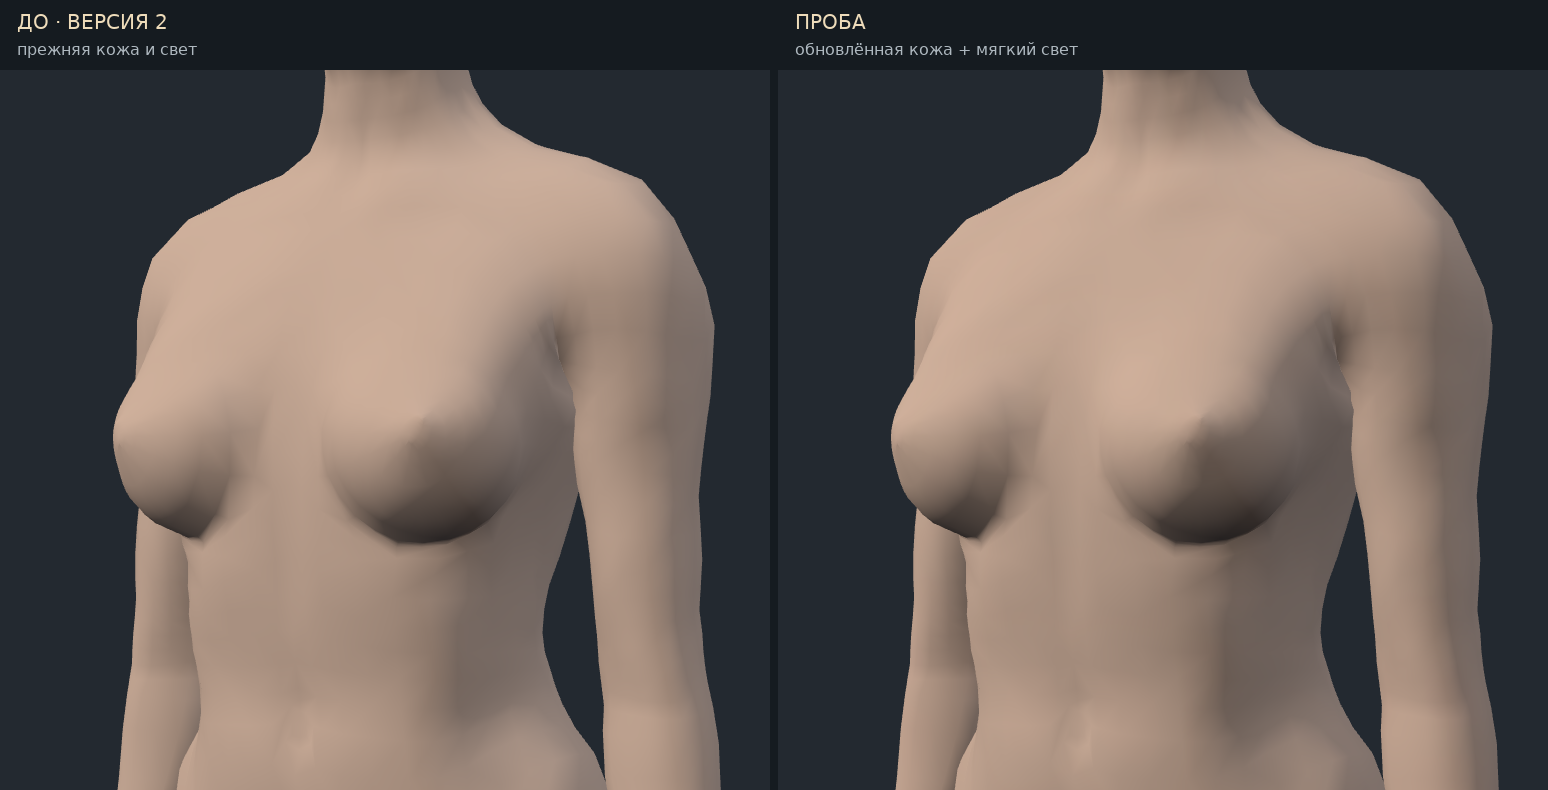 ДО · ВЕРСИЯ 2
прежняя кожа и свет
ПРОБА
обновлённая кожа + мягкий свет